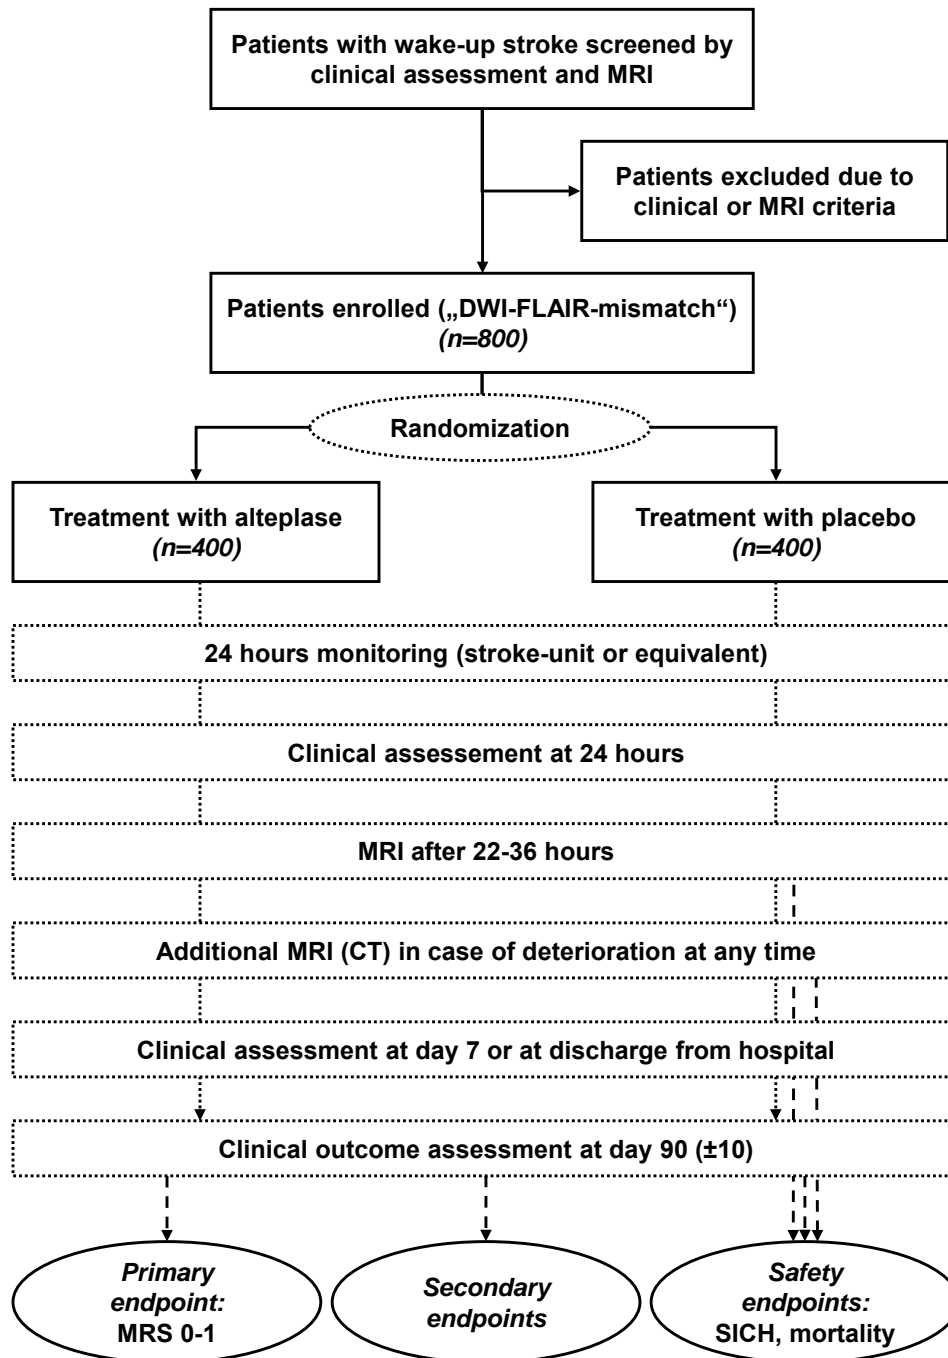 Patients with wake-up stroke screened by
clinical assessment and MRI
Patients excluded due to
clinical or MRI criteria
Patients enrolled („DWI-FLAIR-mismatch“)
(n=800)
Randomization
Treatment with alteplase
(n=400)
Treatment with placebo
(n=400)
24 hours monitoring (stroke-unit or equivalent)
Clinical assessement at 24 hours
MRI after 22-36 hours
Additional MRI (CT) in case of deterioration at any time
Clinical assessment at day 7 or at discharge from hospital
Clinical outcome assessment at day 90 (±10)
Primary
endpoint:
MRS 0-1
Secondary
endpoints
Safety
endpoints:
SICH, mortality